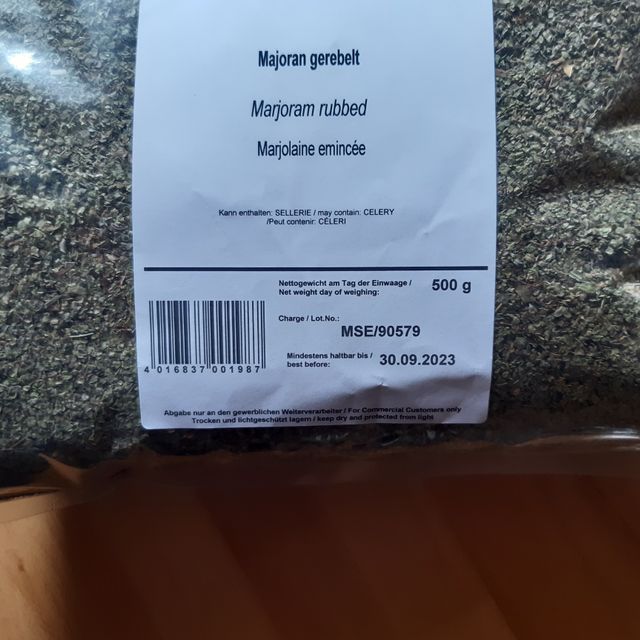 Majoran gerebelt
Marjoram rubbed
Marjolaine emincée
Kann enthalten: SELLERIE / may contain: CELERY
/Peut contenir: CÉLERI
Nettogewicht am Tag der Einwaage /
Net weight day of weighing:
500 g
Charge / Lot.No.:
MSE/90579
Mindestens haltbar bis /
best before:
30.09.2023
4 016837 001987
Abgabe nur an den gewerblichen Weiterverarbeiter / For Commercial Customers only
Trocken und lichtgeschützt lagern / keep dry and protected from light